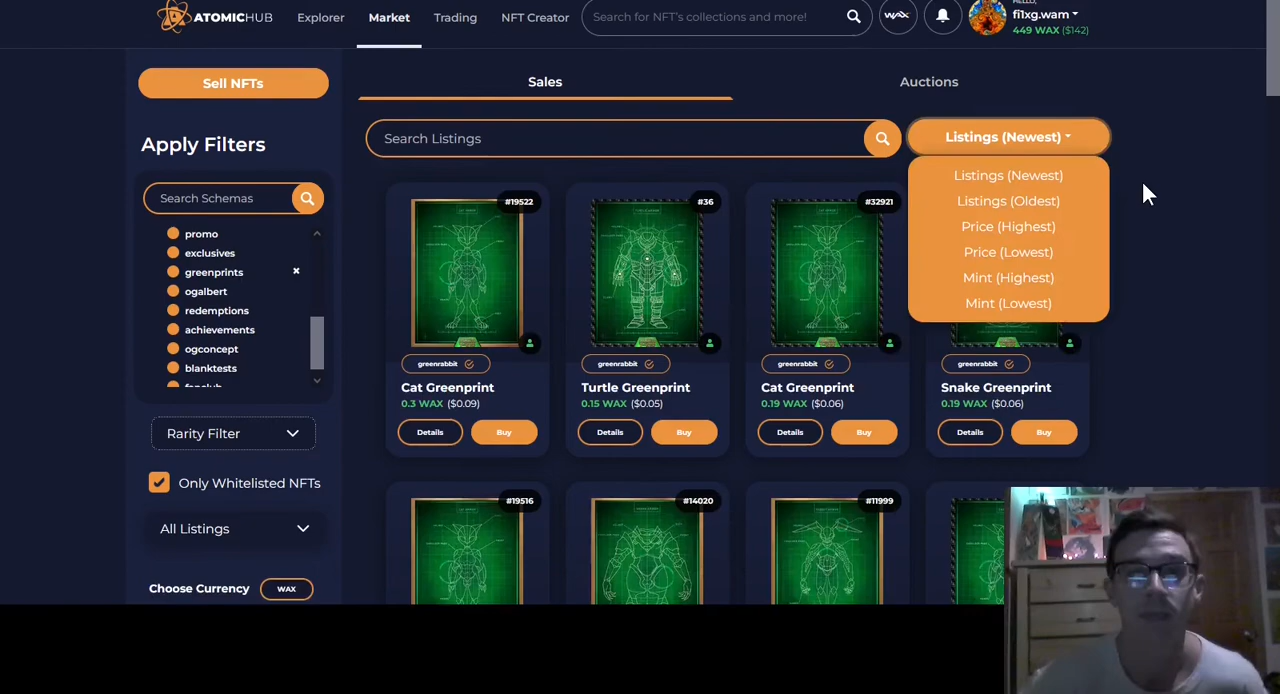 ATOMICHUB
Explorer
Market
Trading
NFT Creator
Search for NFT's collections and more!
WAX
HELLO,
fi1xg.wam
449 WAX ($142)
Sell NFTs
Sales
Auctions
Search Listings
Listings (Newest)
Listings (Newest)
Listings (Oldest)
Price (Highest)
Price (Lowest)
Mint (Highest)
Mint (Lowest)
Apply Filters
Search Schemas
promo
exclusives
greenprints
ogalbert
redemptions
achievements
ogconcept
blanktests
fanclub
Rarity Filter
Only Whitelisted NFTs
All Listings
Choose Currency
WAX
#19522
greenrabbit
Cat Greenprint
0.3 WAX ($0.09)
Details
Buy
#36
greenrabbit
Turtle Greenprint
0.15 WAX ($0.05)
Details
Buy
#32921
greenrabbit
Cat Greenprint
0.19 WAX ($0.06)
Details
Buy
greenrabbit
Snake Greenprint
0.19 WAX ($0.06)
Details
Buy
#19516
#14020
#11999